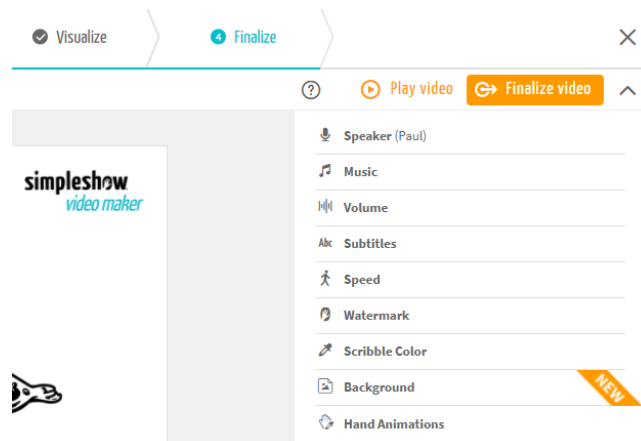 Visualize
4 Finalize
Play video
Finalize video
Speaker (Paul)
simpleshow
video maker
Music
Volume
Abc Subtitles
Speed
Watermark
Scribble Color
Background
NEW
Hand Animations